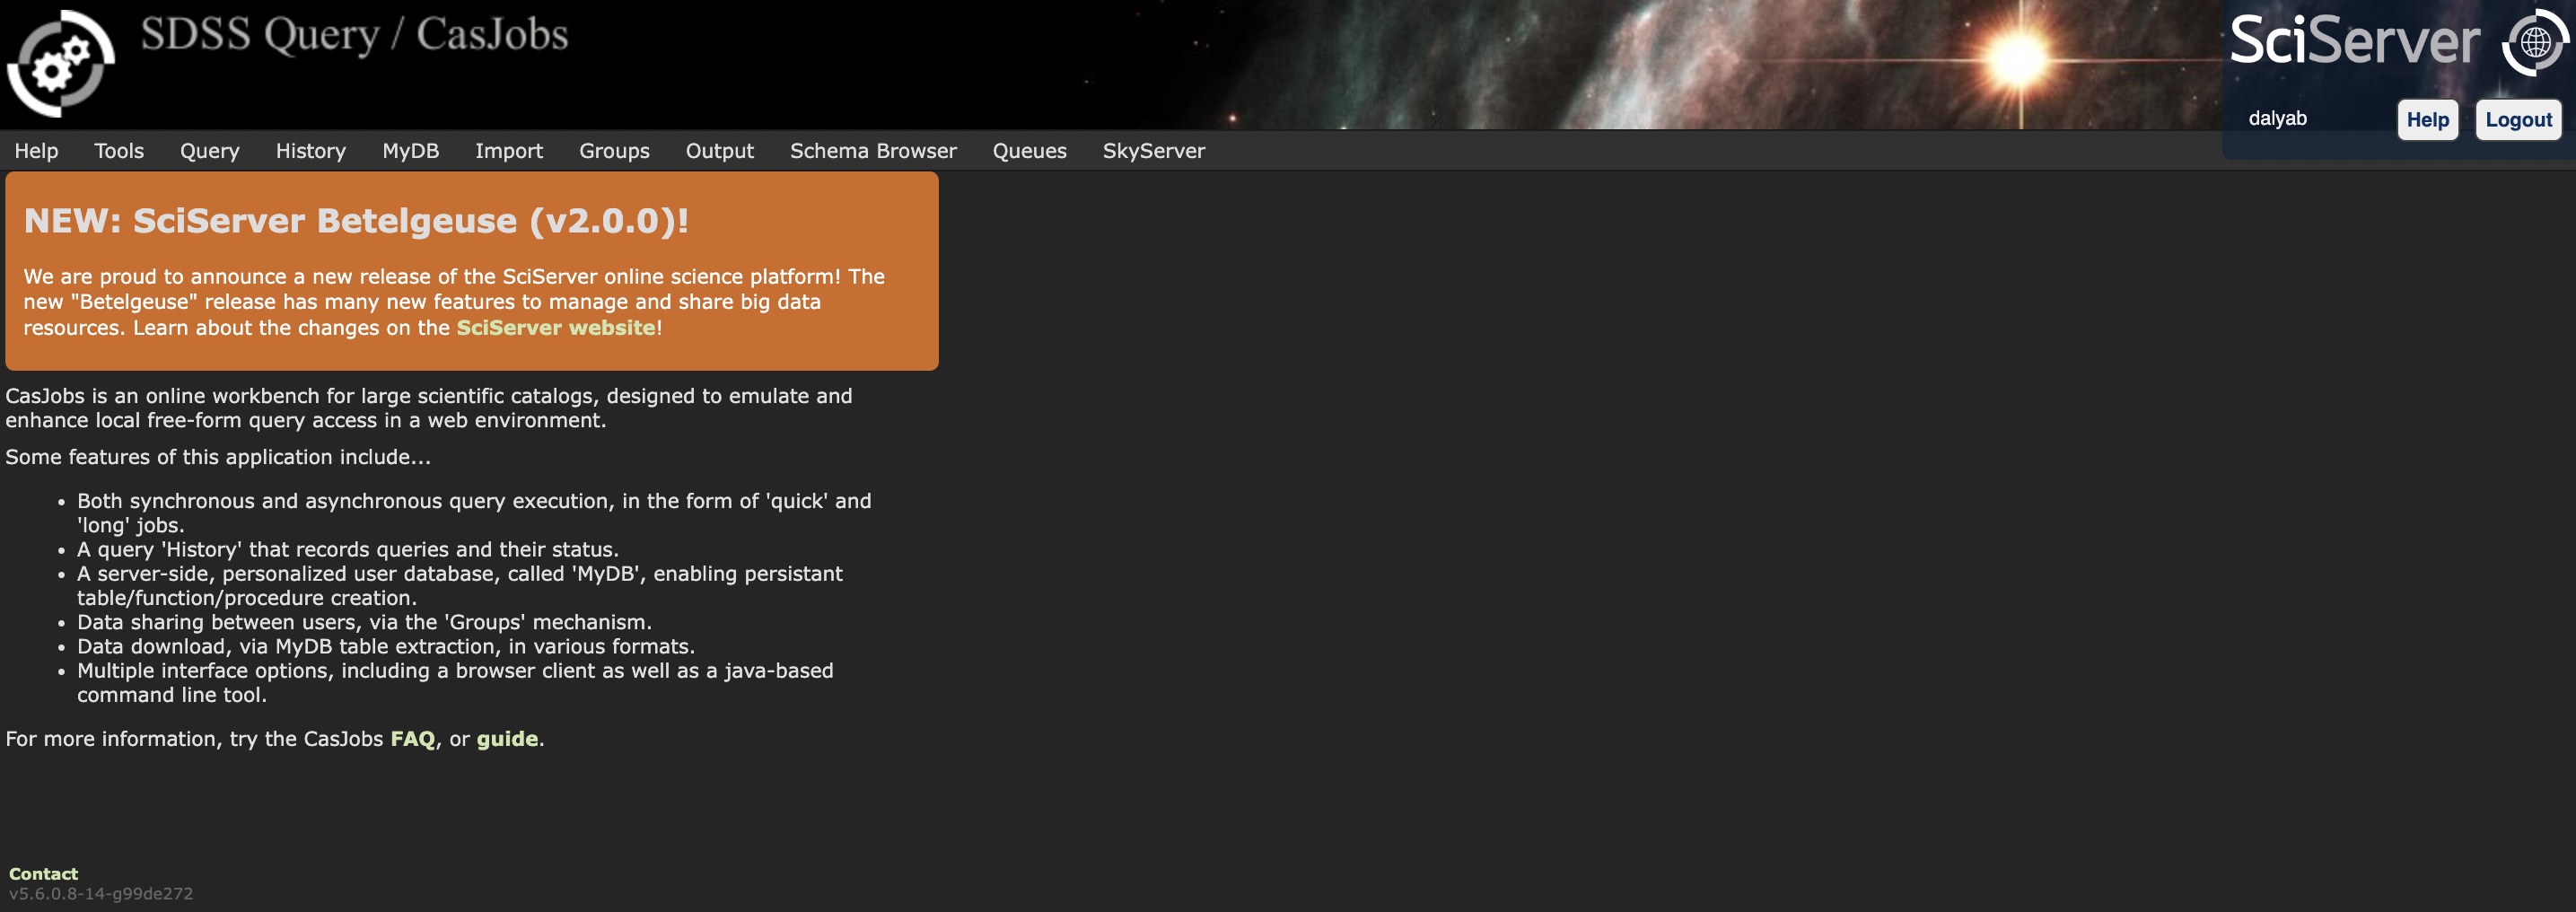 SDSS Query / CasJobs
SciServer
dalyab
Help
Logout
Help
Tools
Query
History
MyDB
Import
Groups
Output
Schema Browser
Queues
SkyServer
NEW: SciServer Betelgeuse (v2.0.0)!
We are proud to announce a new release of the SciServer online science platform! The
new "Betelgeuse" release has many new features to manage and share big data
resources. Learn about the changes on the SciServer website!
CasJobs is an online workbench for large scientific catalogs, designed to emulate and
enhance local free-form query access in a web environment.
Some features of this application include...
• Both synchronous and asynchronous query execution, in the form of 'quick' and
'long' jobs.
• A query 'History' that records queries and their status.
• A server-side, personalized user database, called 'MyDB', enabling persistant
table/function/procedure creation.
• Data sharing between users, via the 'Groups' mechanism.
• Data download, via MyDB table extraction, in various formats.
• Multiple interface options, including a browser client as well as a java-based
command line tool.
For more information, try the CasJobs FAQ, or guide.
Contact
v5.6.0.8-14-g99de272